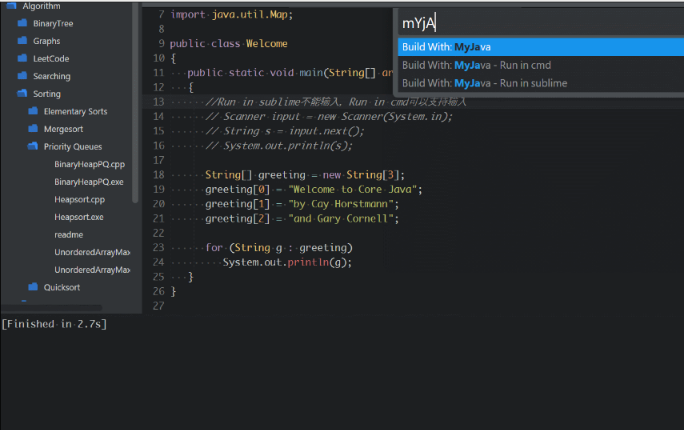 Algorithm
BinaryTree
Graphs
LeetCode
Searching
Sorting
Elementary Sorts
Mergesort
Priority Queues
BinaryHeapPQ.cpp
BinaryHeapPQ.exe
Heapsort.cpp
Heapsort.exe
readme
UnorderedArrayMax
UnorderedArrayMax
Quicksort
7 import java.util.Map;
8
9 public class Welcome
10 {
11 public static void main(String[] ar
12 {
13 //Run in sublime不能输入, Run in cmd可以支持输入
14 // Scanner input = new Scanner(System.in);
15 // String s = input.next();
16 // System.out.println(s);
17
18 String[] greeting = new String[3];
19 greeting[0] = "Welcome to Core Java";
20 greeting[1] = "by Cay Horstmann";
21 greeting[2] = "and Gary Cornell";
22
23 for (String g : greeting)
24 System.out.println(g);
25 }
26 }
27
mYjA
Build With: MyJava
Build With: MyJava - Run in cmd
Build With: MyJava - Run in sublime
[Finished in 2.7s]